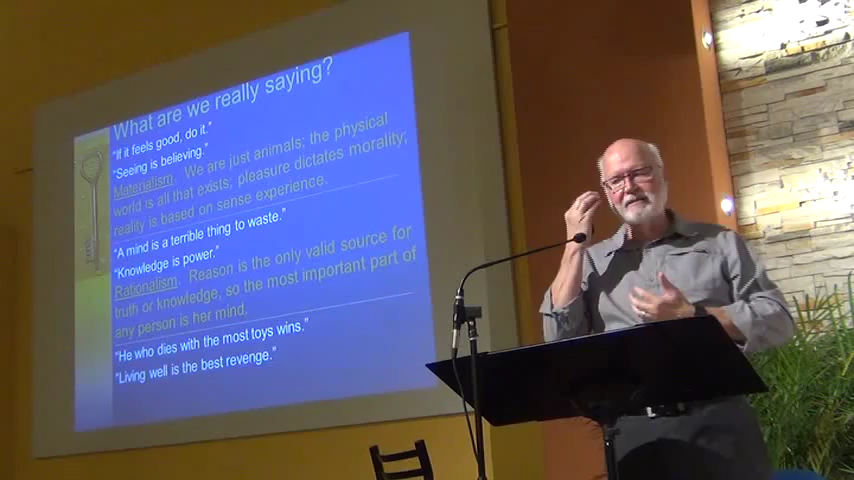 What are we really saying?
"If it feels good, do it."
"Seeing is believing."
Materialism. We are just animals; the physical
world is all that exists; pleasure dictates morality;
reality is based on sense experience.
"A mind is a terrible thing to waste."
"Knowledge is power."
Rationalism. Reason is the only valid source for
truth or knowledge, so the most important part of
any person is her mind.
"He who dies with the most toys wins."
"Living well is the best revenge."